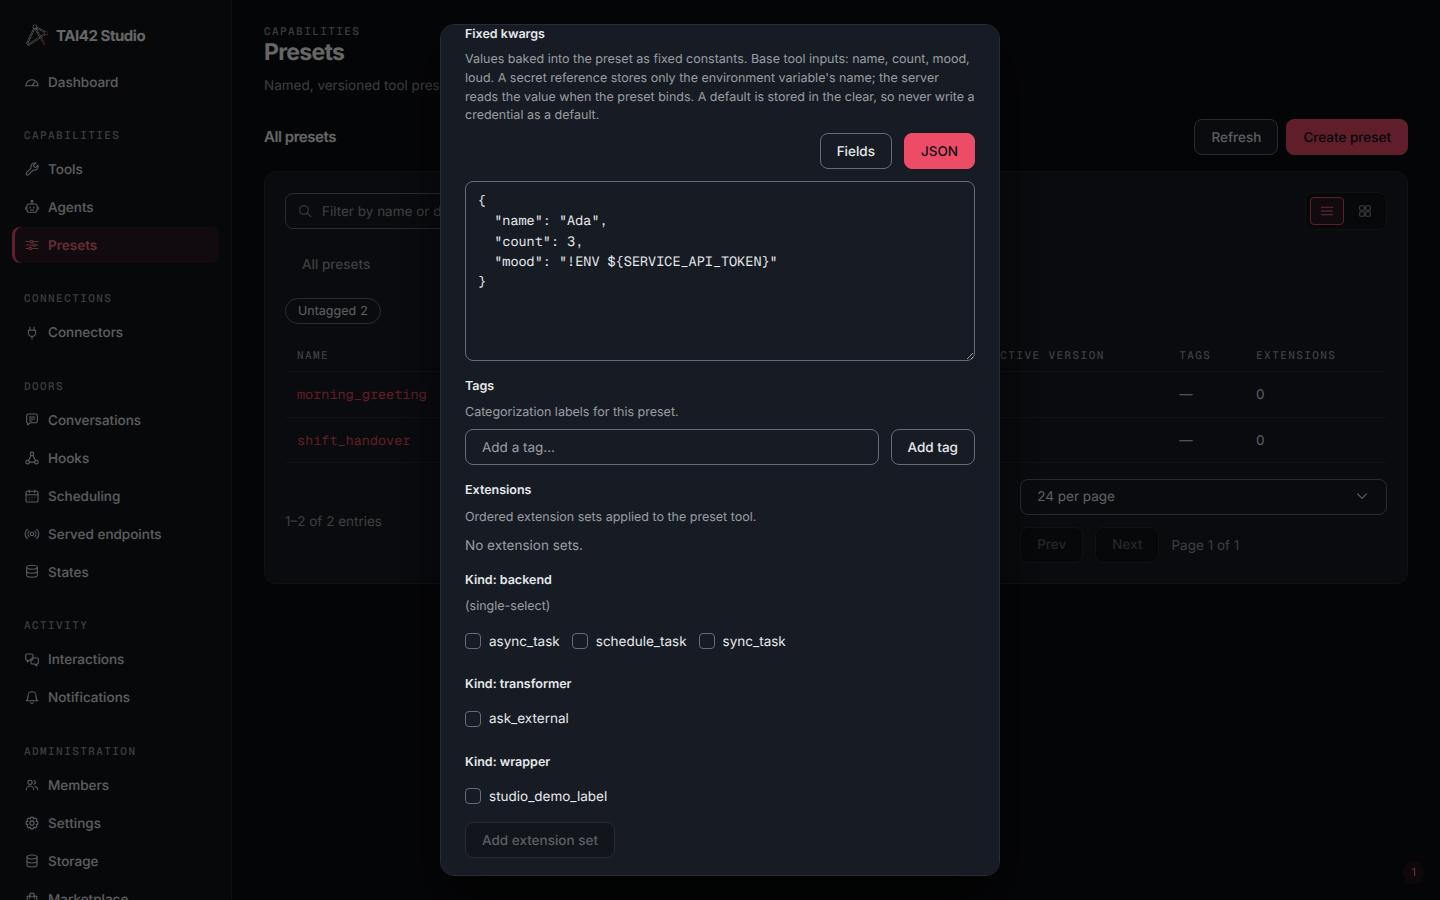 TAI42 Studio
Dashboard
CAPABILITIES
Tools
Agents
Presets
CONNECTIONS
Connectors
DOORS
Conversations
Hooks
Scheduling
Served endpoints
States
ACTIVITY
Interactions
Notifications
ADMINISTRATION
Members
Settings
Storage
Marketplace
CAPABILITIES
Presets
Named, versioned tool pres
All presets
Refresh
Create preset
Filter by name or d
All presets
Untagged 2
NAME
CTIVE VERSION
TAGS
EXTENSIONS
morning_greeting
—
0
shift_handover
—
0
1–2 of 2 entries
24 per page
Prev
Next
Page 1 of 1
1
Fixed kwargs
Values baked into the preset as fixed constants. Base tool inputs: name, count, mood,
loud. A secret reference stores only the environment variable's name; the server
reads the value when the preset binds. A default is stored in the clear, so never write a
credential as a default.
Fields
JSON
{
"name": "Ada",
"count": 3,
"mood": "!ENV ${SERVICE_API_TOKEN}"
}
Tags
Categorization labels for this preset.
Add a tag...
Add tag
Extensions
Ordered extension sets applied to the preset tool.
No extension sets.
Kind: backend
(single-select)
async_task
schedule_task
sync_task
Kind: transformer
ask_external
Kind: wrapper
studio_demo_label
Add extension set